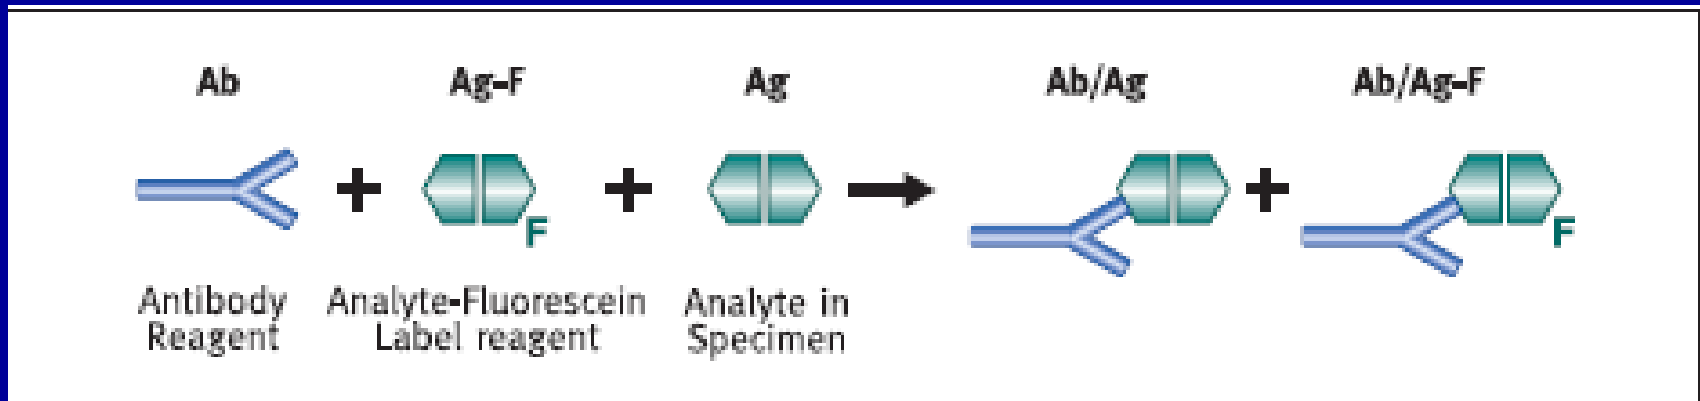 Ab Ag-F Ag Ab/Ag Ab/Ag-F
+ + → +
F F
Antibody Analyte-Fluorescein Analyte in
Reagent Label reagent Specimen